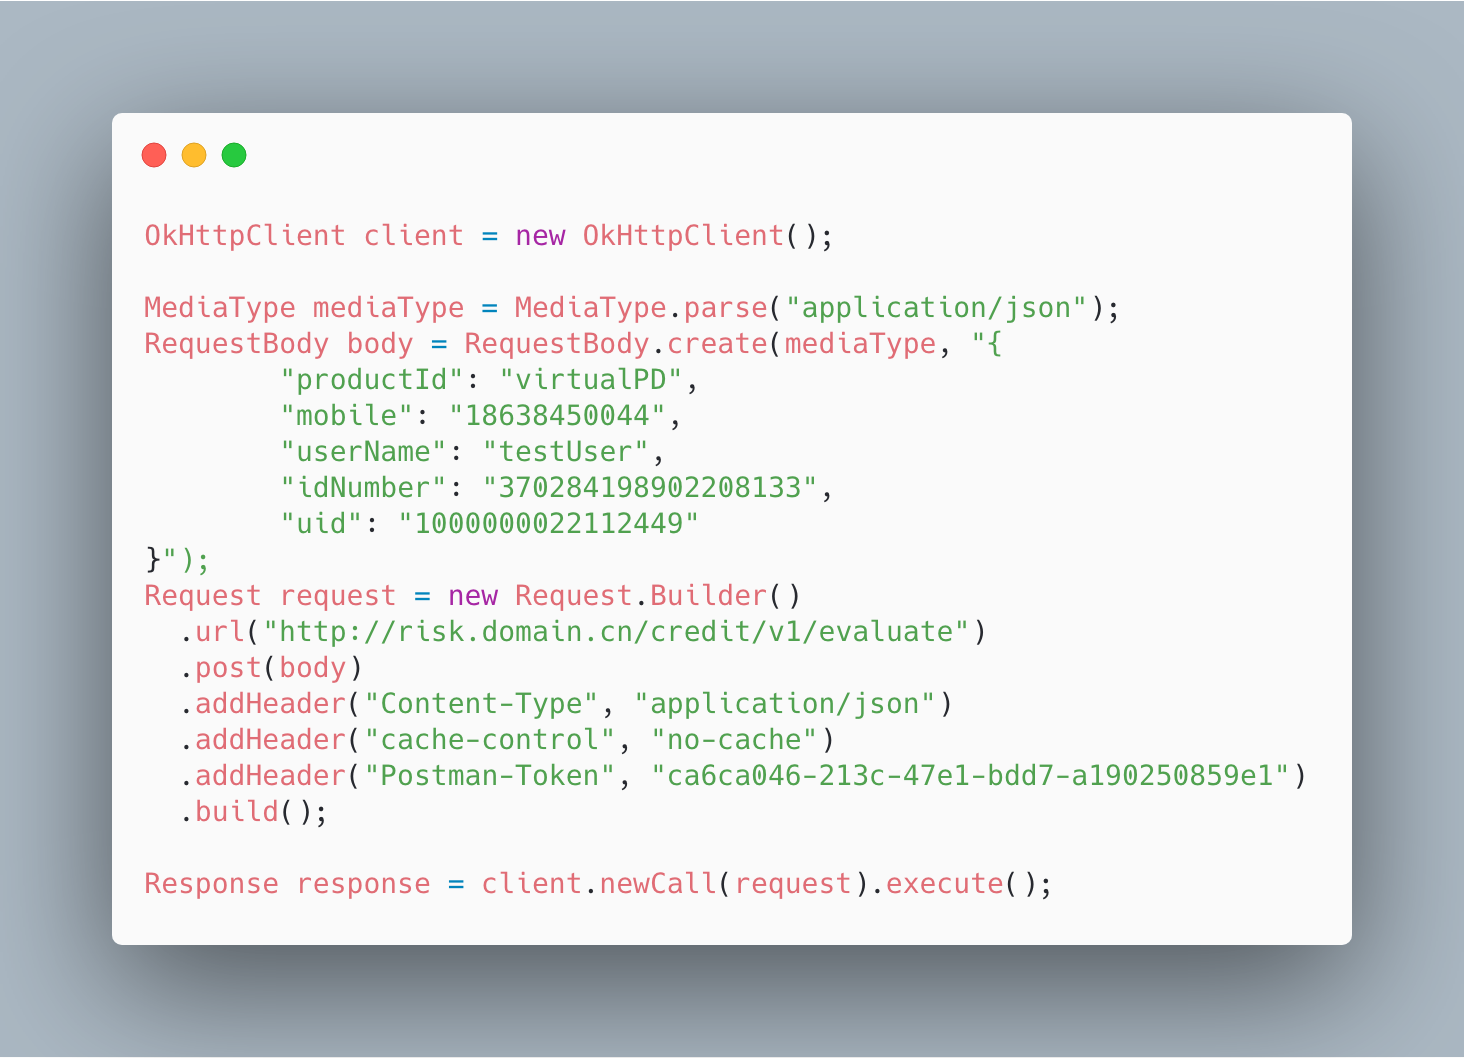 OkHttpClient client = new OkHttpClient();

MediaType mediaType = MediaType.parse("application/json");
RequestBody body = RequestBody.create(mediaType, "{
        "productId": "virtualPD",
        "mobile": "18638450044",
        "userName": "testUser",
        "idNumber": "370284198902208133",
        "uid": "1000000022112449"
}");
Request request = new Request.Builder()
  .url("http://risk.domain.cn/credit/v1/evaluate")
  .post(body)
  .addHeader("Content-Type", "application/json")
  .addHeader("cache-control", "no-cache")
  .addHeader("Postman-Token", "ca6ca046-213c-47e1-bdd7-a190250859e1")
  .build();

Response response = client.newCall(request).execute();